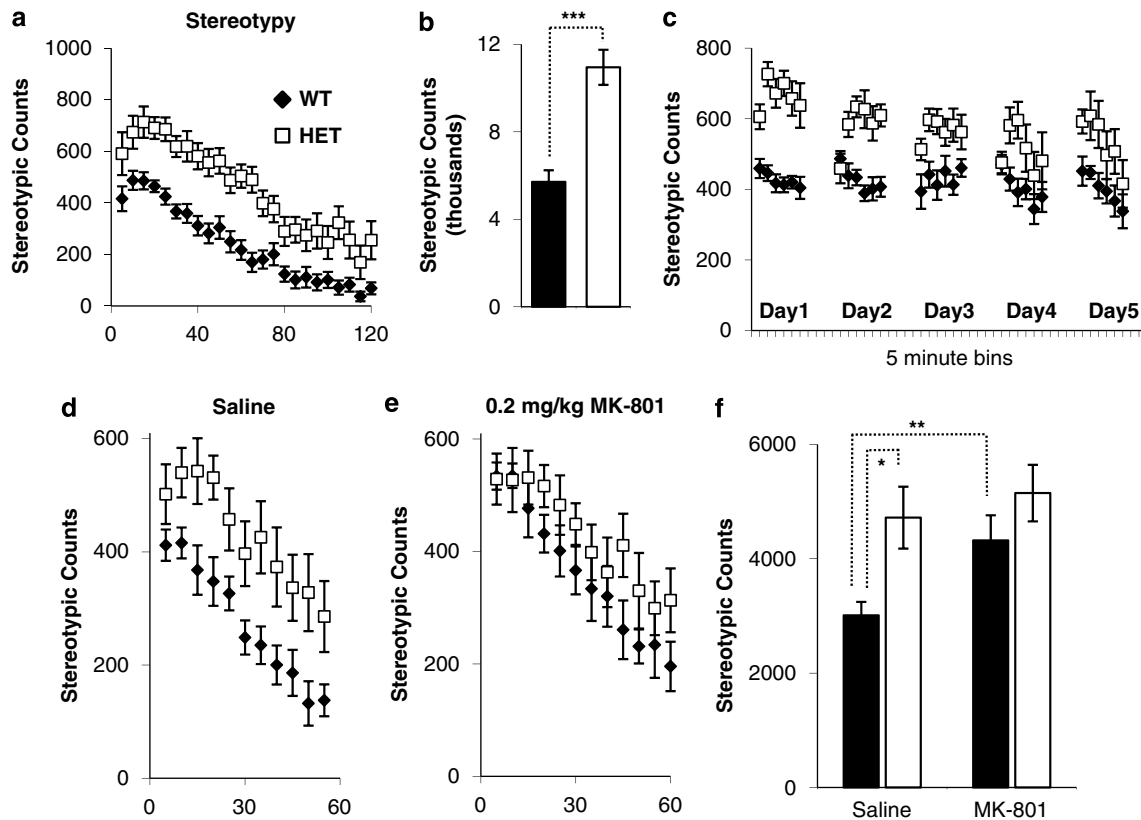 a
Stereotypy
Stereotypic Counts
1000
800
600
400
200
0
0
40
80
120
WT
HET
b
***
Stereotypic Counts
(thousands)
12
8
4
0
c
Stereotypic Counts
800
600
400
200
0
Day1 Day2 Day3 Day4 Day5
5 minute bins
d
Saline
Stereotypic Counts
600
400
200
0
0
30
60
e
0.2 mg/kg MK-801
Stereotypic Counts
600
400
200
0
0
30
60
f
**
*
Stereotypic Counts
6000
4000
2000
0
Saline
MK-801